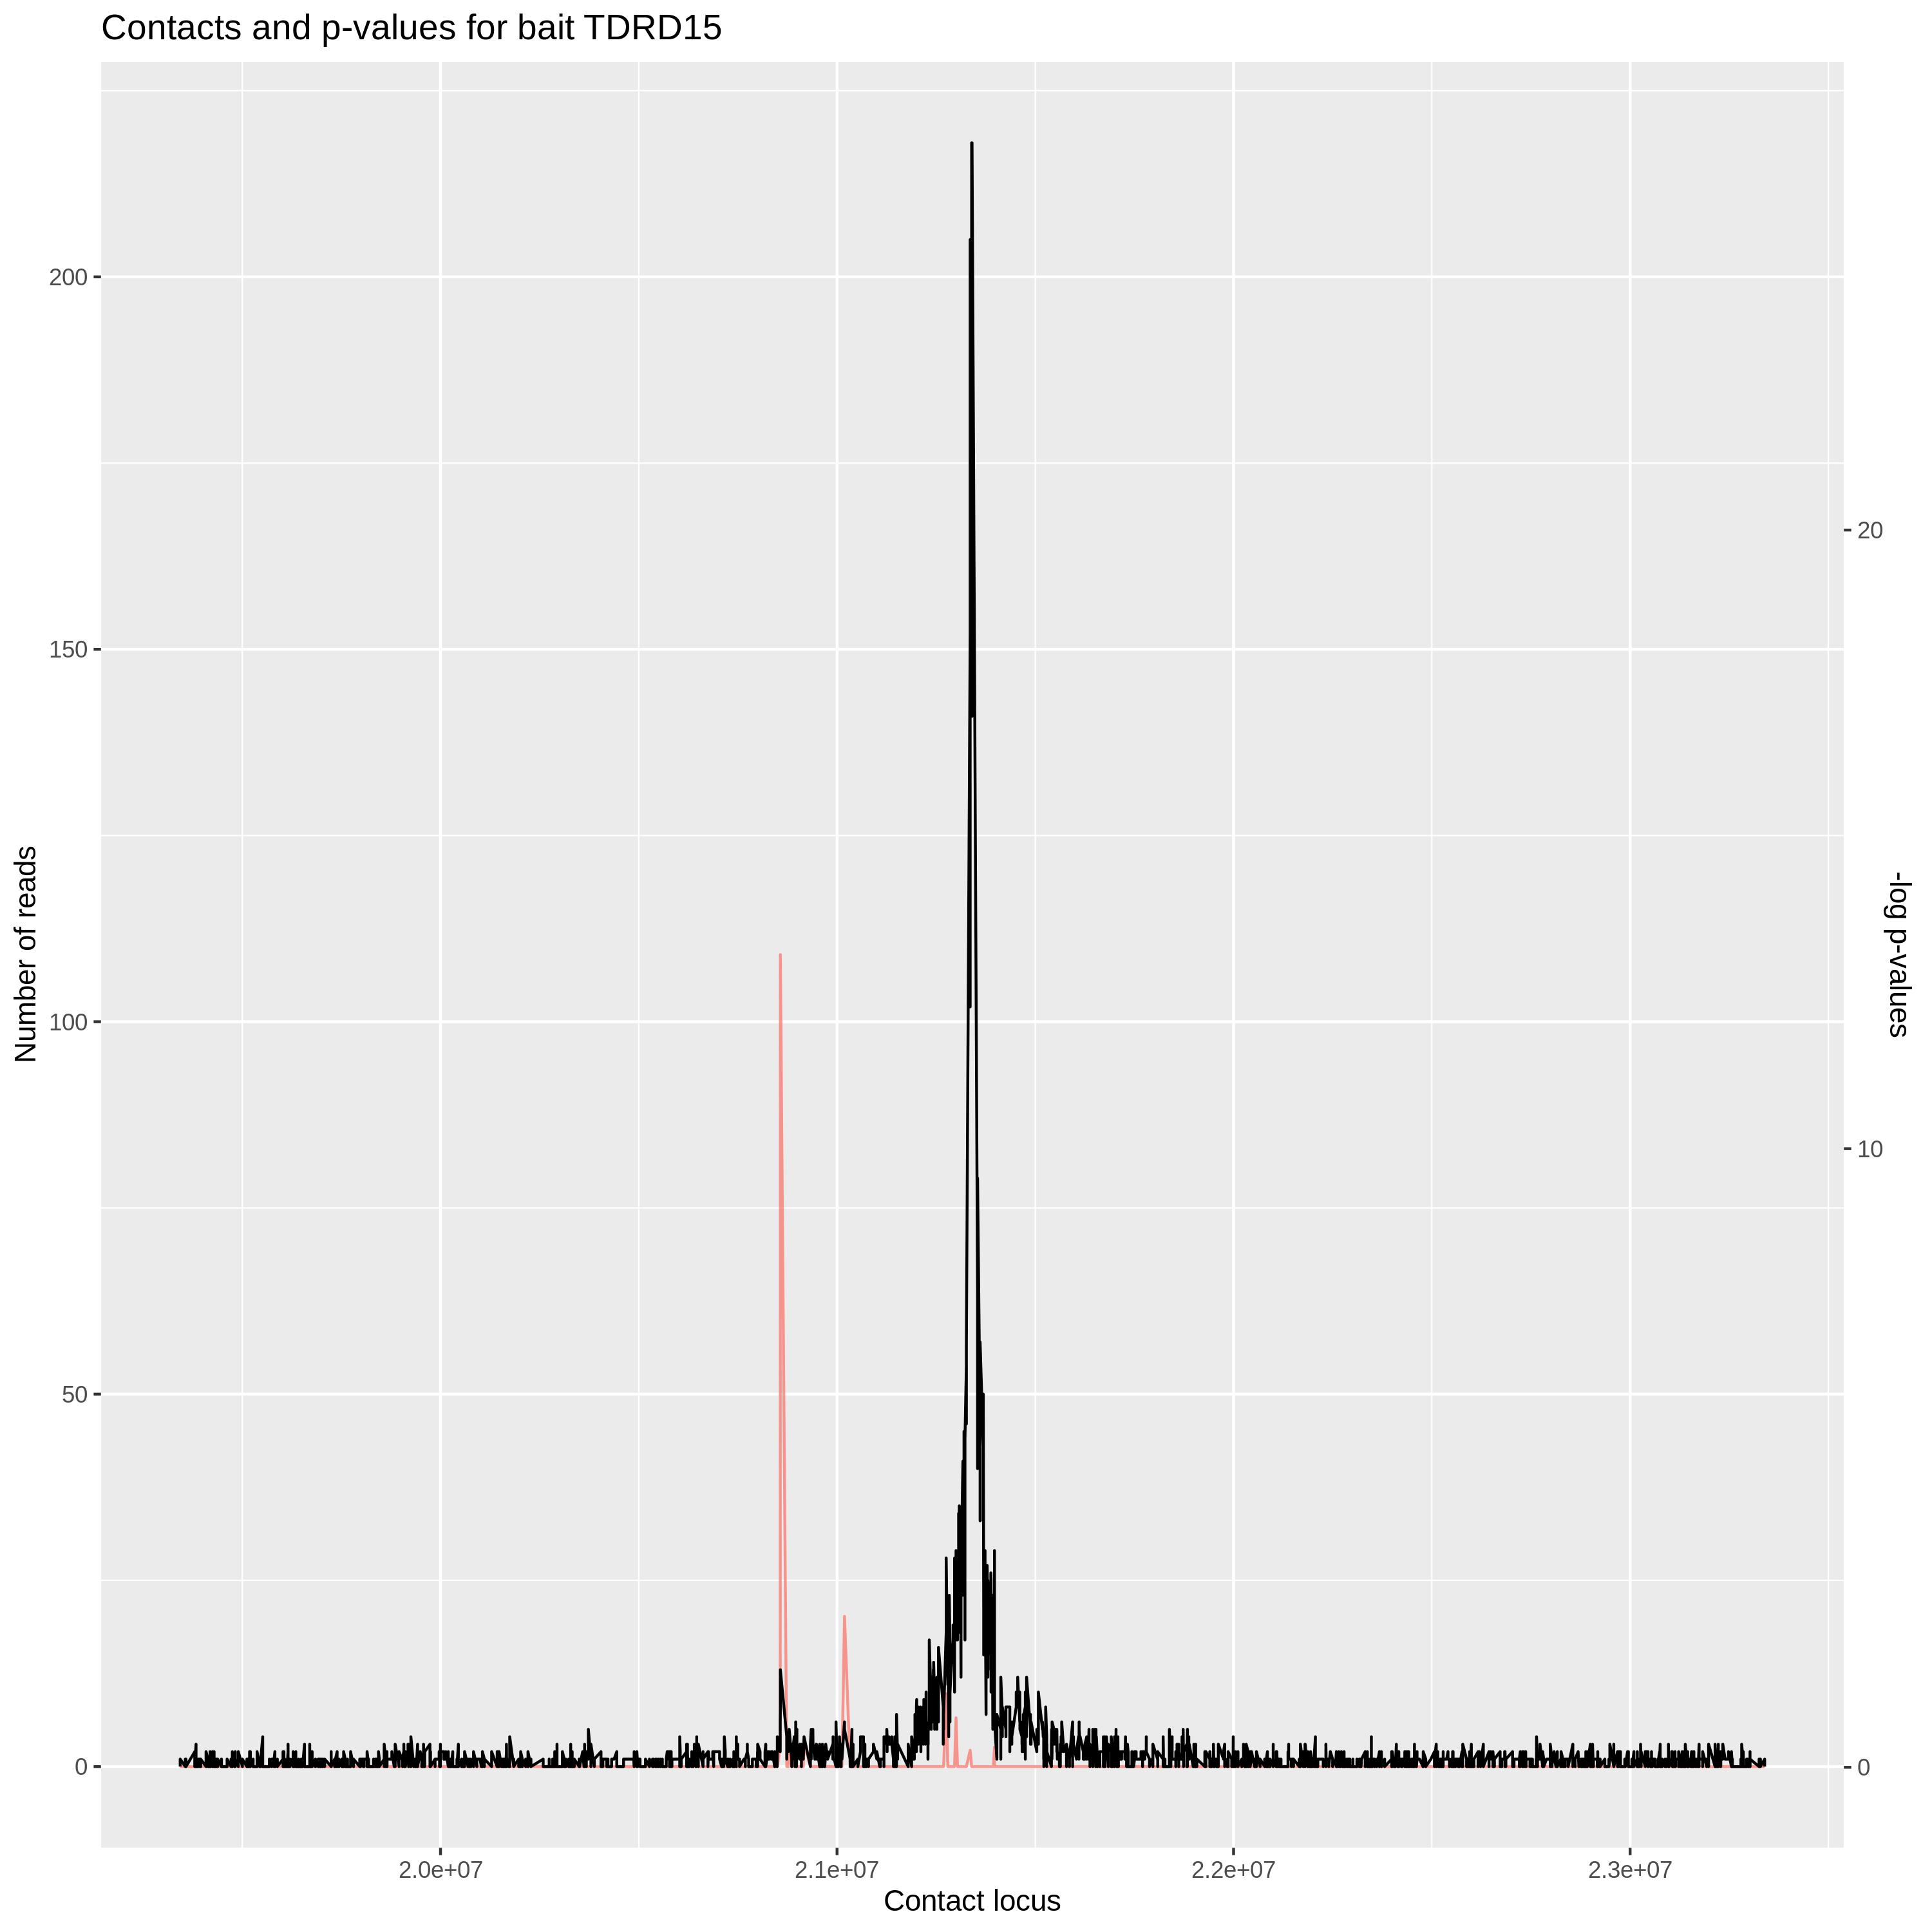 Contacts and p-values for bait TDRD15
200
150
100
50
0
Number of reads
20
10
0
-log p-values
2.0e+07
2.1e+07
2.2e+07
2.3e+07
Contact locus